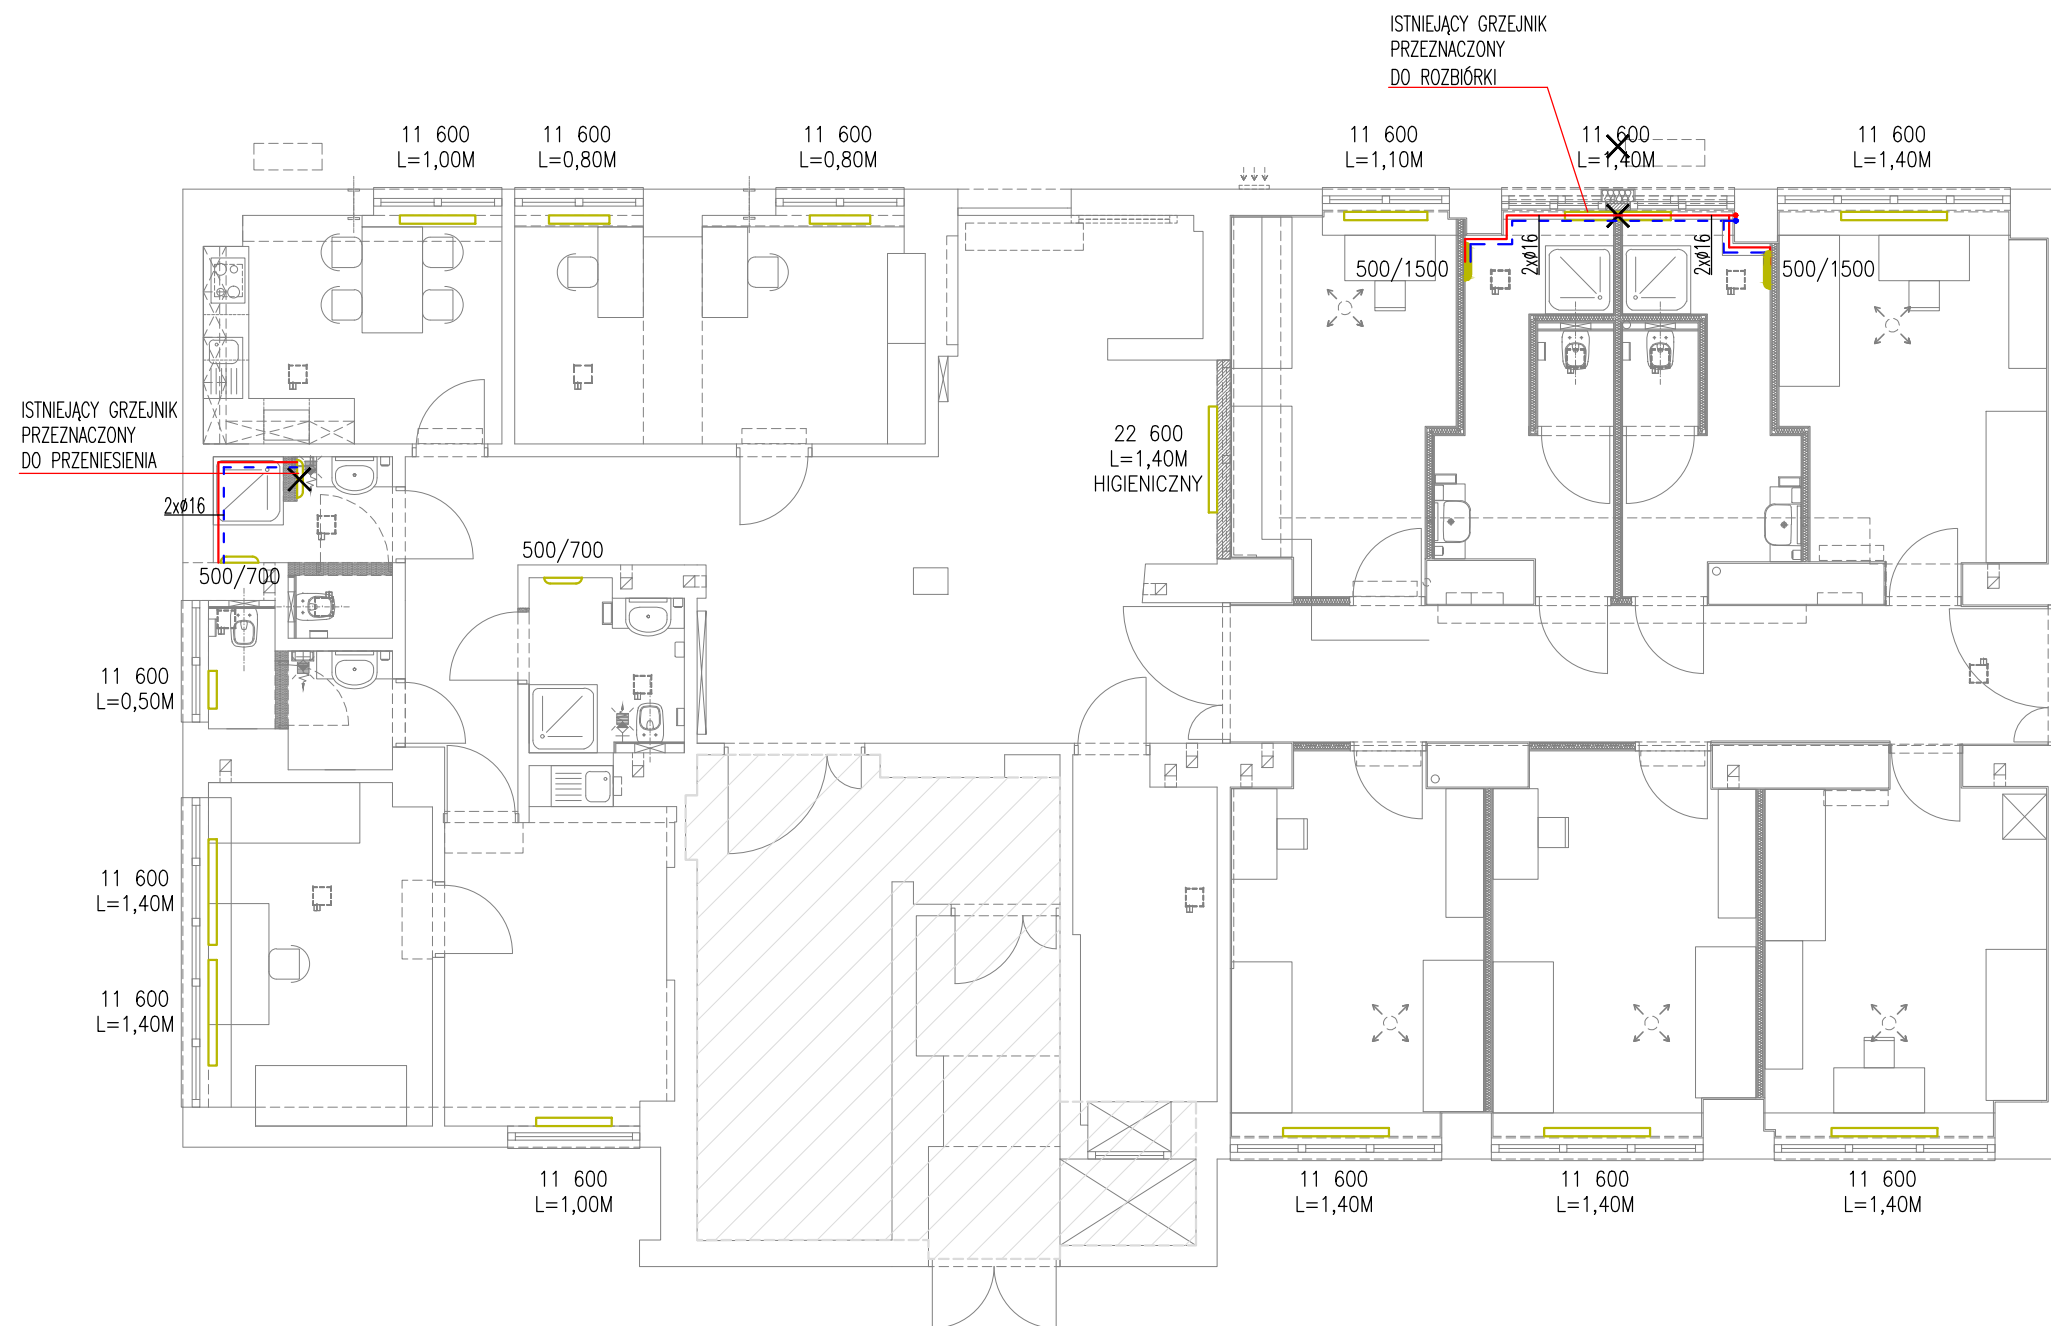 ISTNIEJĄCY GRZEJNIK
PRZEZNACZONY
DO ROZBIÓRKI
11 600
L=1,00M
11 600
L=0,80M
11 600
L=0,80M
11 600
L=1,10M
11 600
L=1,40M
11 600
L=1,40M
2xø16
2xø16
500/1500
500/1500
ISTNIEJĄCY GRZEJNIK
PRZEZNACZONY
DO PRZENIESIENIA
22 600
L=1,40M
HIGIENICZNY
2xø16
500/700
500/700
11 600
L=0,50M
11 600
L=1,40M
11 600
L=1,40M
11 600
L=1,00M
11 600
L=1,40M
11 600
L=1,40M
11 600
L=1,40M